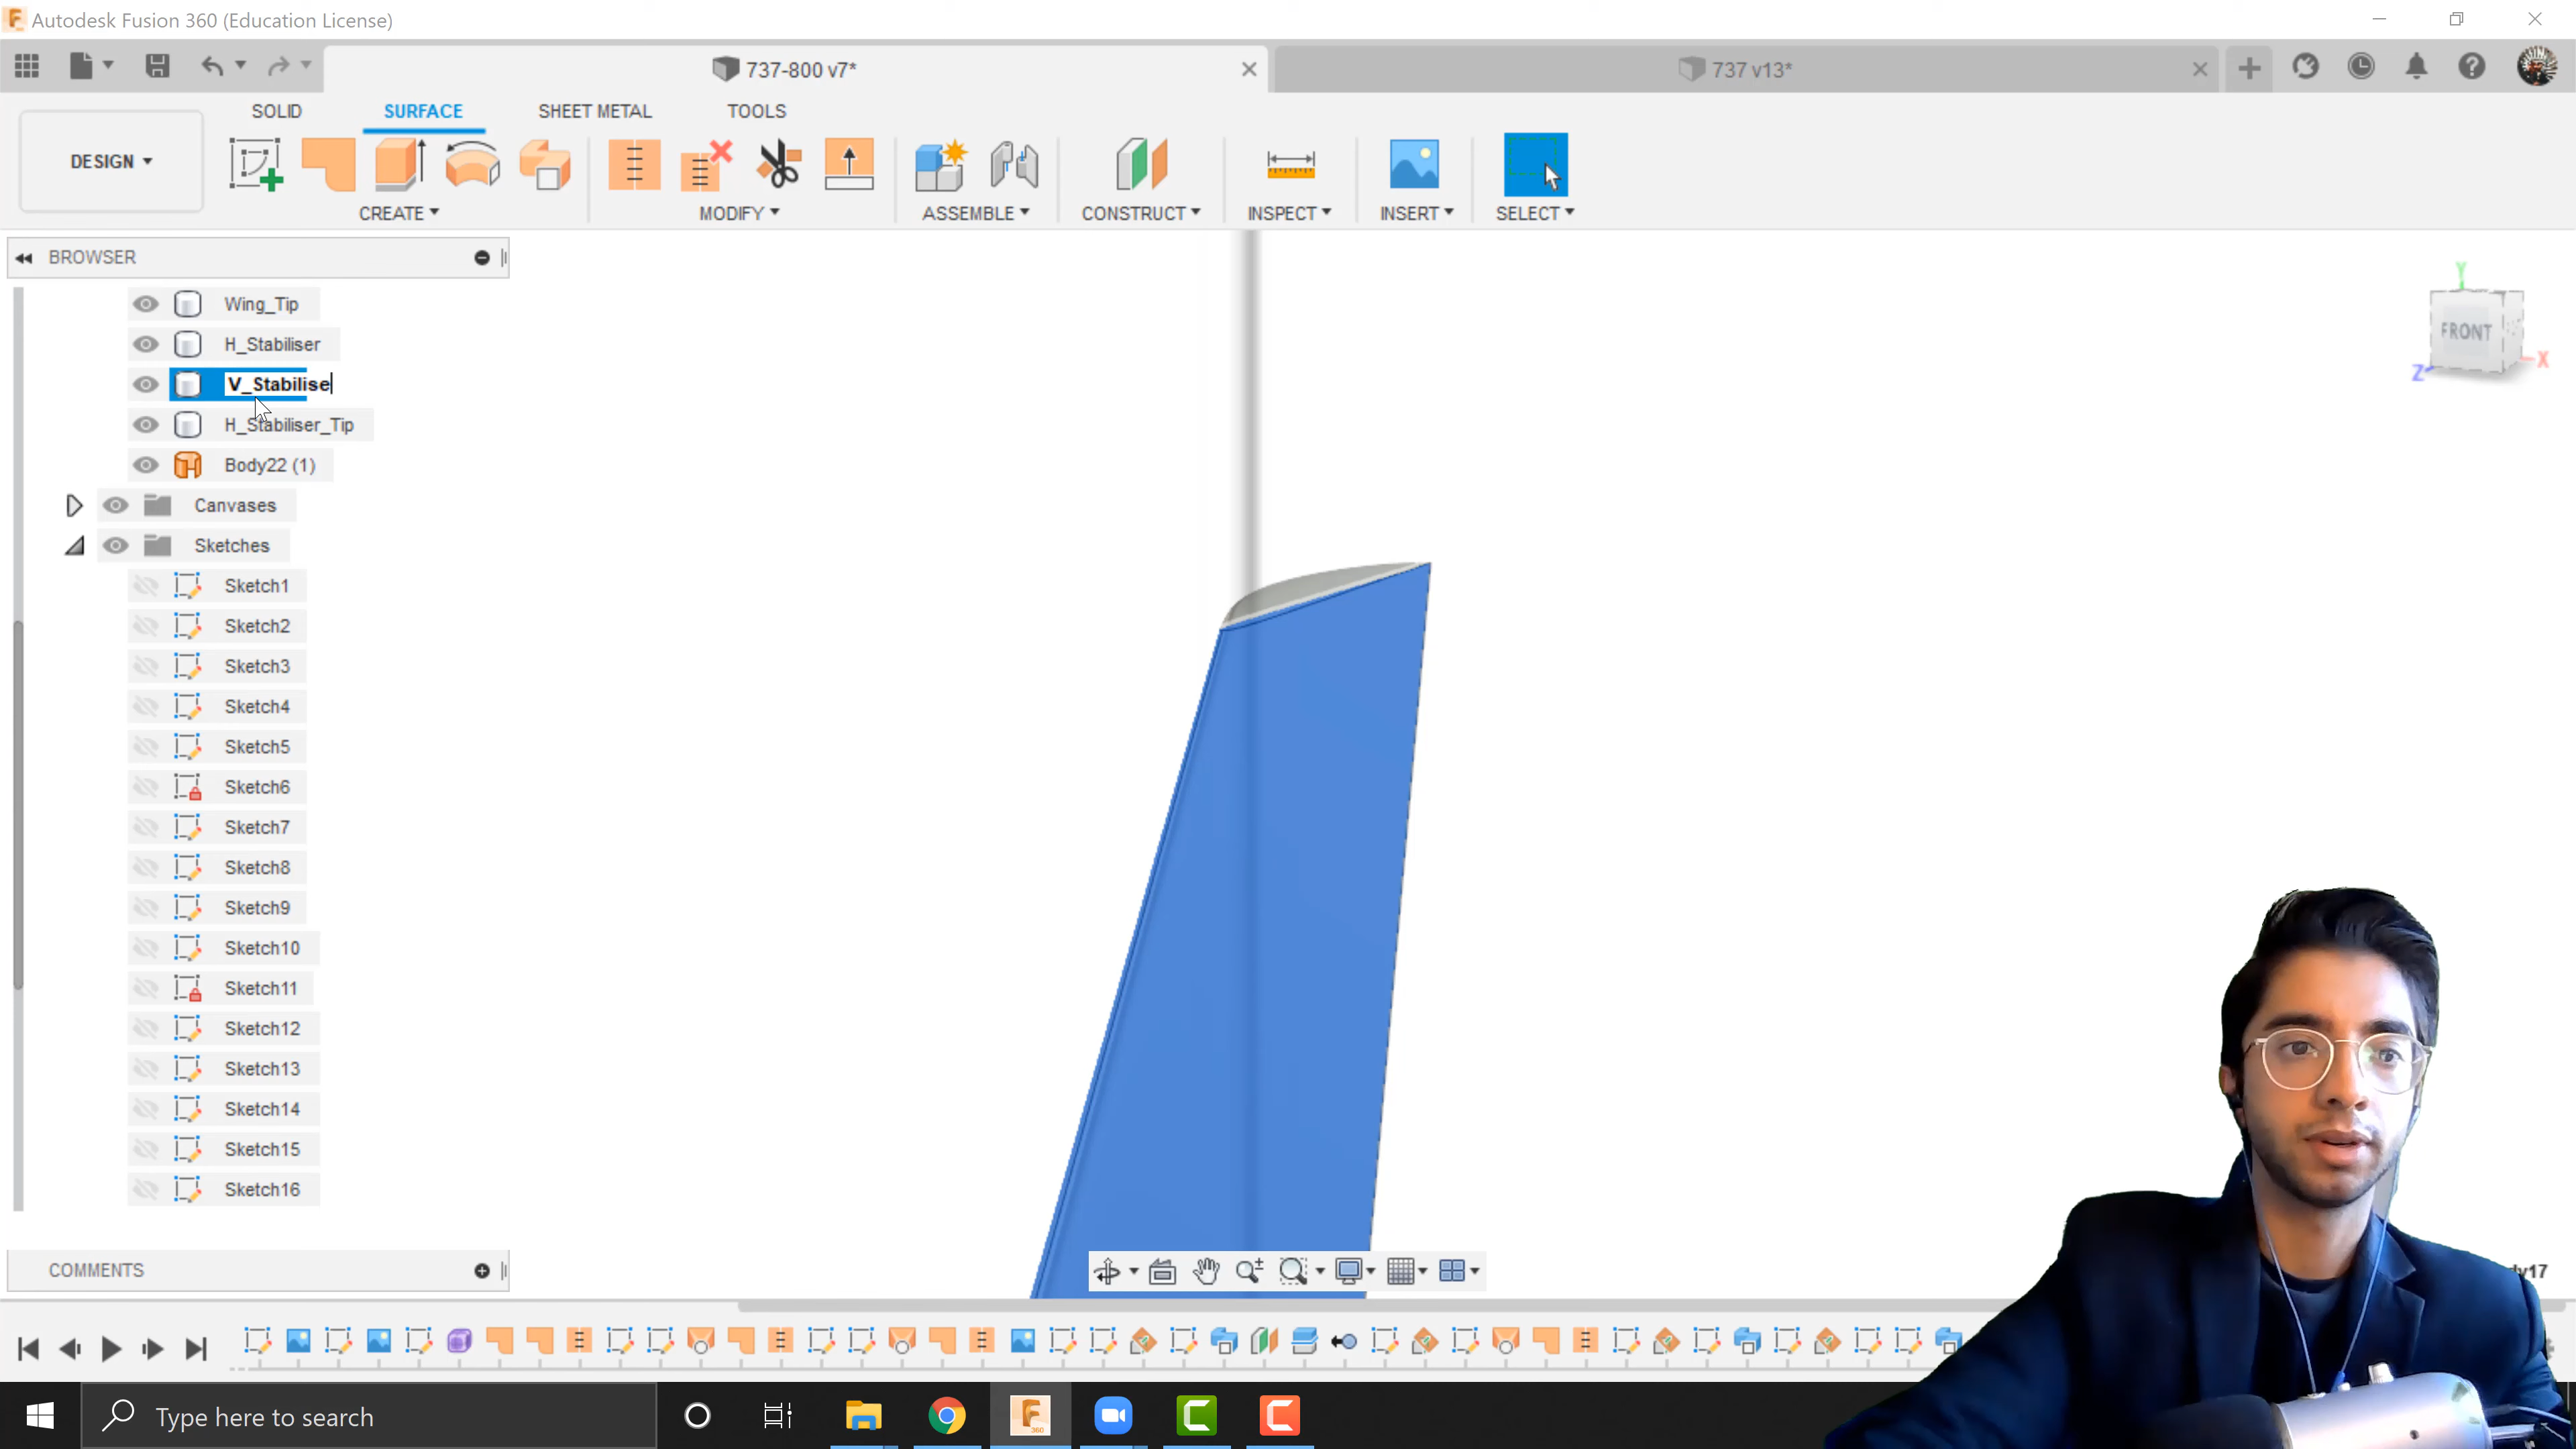 Autodesk Fusion 360 (Education License)
737-800 v7*
737 v13*
SOLID SURFACE SHEET METAL TOOLS
DESIGN
CREATE MODIFY ASSEMBLE CONSTRUCT INSPECT INSERT SELECT
BROWSER
Wing_Tip
H_Stabiliser
V_Stabilise
H_Stabiliser_Tip
Body22 (1)
Canvases
Sketches
Sketch1
Sketch2
Sketch3
Sketch4
Sketch5
Sketch6
Sketch7
Sketch8
Sketch9
Sketch10
Sketch11
Sketch12
Sketch13
Sketch14
Sketch15
Sketch16
Y
FRONT
Z
X
COMMENTS
dy17
Type here to search
F
360